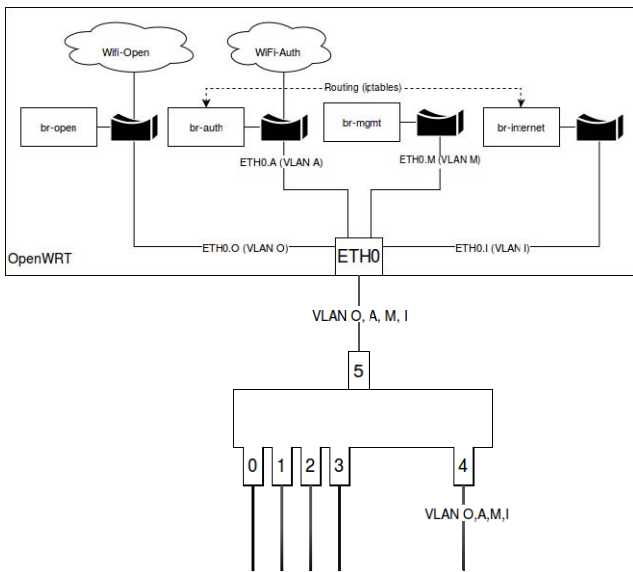 Wifi-Open
WiFi-Auth
Routing (iptables)
br-open
br-auth
br-mgmt
br-internet
ETH0.A (VLAN A)
ETH0.M (VLAN M)
ETH0.O (VLAN O)
ETH0
ETH0.I (VLAN I)
OpenWRT
VLAN O, A, M, I
5
0
1
2
3
4
VLAN O,A,M,I